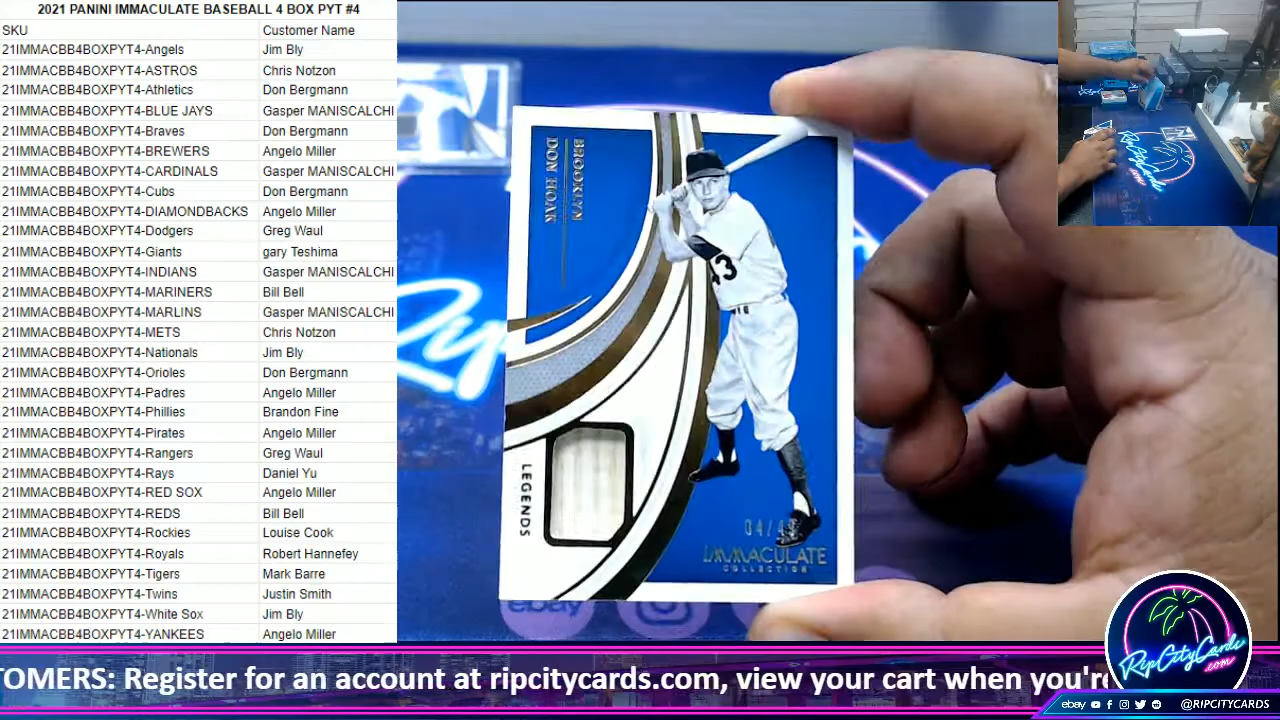 2021 PANINI IMMACULATE BASEBALL 4 BOX PYT #4
SKU Customer Name
21IMMACBB4BOXPYT4-Angels Jim Bly
21IMMACBB4BOXPYT4-ASTROS Chris Notzon
21IMMACBB4BOXPYT4-Athletics Don Bergmann
21IMMACBB4BOXPYT4-BLUE JAYS Gasper MANISCALCHI
21IMMACBB4BOXPYT4-Braves Don Bergmann
21IMMACBB4BOXPYT4-BREWERS Angelo Miller
21IMMACBB4BOXPYT4-CARDINALS Gasper MANISCALCHI
21IMMACBB4BOXPYT4-Cubs Don Bergmann
21IMMACBB4BOXPYT4-DIAMONDBACKS Angelo Miller
21IMMACBB4BOXPYT4-Dodgers Greg Waul
21IMMACBB4BOXPYT4-Giants gary Teshima
21IMMACBB4BOXPYT4-INDIANS Gasper MANISCALCHI
21IMMACBB4BOXPYT4-MARINERS Bill Bell
21IMMACBB4BOXPYT4-MARLINS Gasper MANISCALCHI
21IMMACBB4BOXPYT4-METS Chris Notzon
21IMMACBB4BOXPYT4-Nationals Jim Bly
21IMMACBB4BOXPYT4-Orioles Don Bergmann
21IMMACBB4BOXPYT4-Padres Angelo Miller
21IMMACBB4BOXPYT4-Phillies Brandon Fine
21IMMACBB4BOXPYT4-Pirates Angelo Miller
21IMMACBB4BOXPYT4-Rangers Greg Waul
21IMMACBB4BOXPYT4-Rays Daniel Yu
21IMMACBB4BOXPYT4-RED SOX Angelo Miller
21IMMACBB4BOXPYT4-REDS Bill Bell
21IMMACBB4BOXPYT4-Rockies Louise Cook
21IMMACBB4BOXPYT4-Royals Robert Hannefey
21IMMACBB4BOXPYT4-Tigers Mark Barre
21IMMACBB4BOXPYT4-Twins Justin Smith
21IMMACBB4BOXPYT4-White Sox Jim Bly
21IMMACBB4BOXPYT4-YANKEES Angelo Miller
BROOKLYN
DON HOAK
43
LEGENDS
IMMACULATE
COLLECTION
ebay
RipCityCards
.com
RipCityCards
.com
TOMERS: Register for an account at ripcitycards.com, view your cart when you're
ebay @RIPCITYCARDS